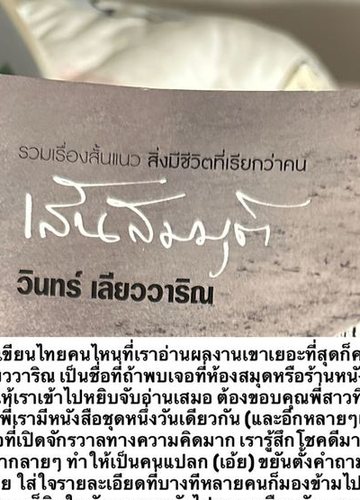 รวมเรื่องสั้นแนว สิ่งมีชีวิตที่เรียกว่าคน
เส้นสมมุติ
วินทร์ เลียววาริณ
เขียนไทยคนไหนที่เราอ่านผลงานเขาเยอะที่สุดก็ค
ยววาริณ เป็นชื่อที่ถ้าพบเจอที่ห้องสมุดหรือร้านหนัง
ให้เราเข้าไปหยิบจับอ่านเสมอ ต้องขอบคุณพี่สาวที
พี่เรามีหนังสือชุดหนึ่งวันเดียวกัน (และอีกหลายๆเ
อที่เปิดจักรวาลทางความคิดมาก เรารู้สึกโชคดีมา
ากลายๆ ทำให้เป็นคนแปลก (เอ้ย) ขยันตั้งคำถาม
ย ใส่ใจรายละเอียดที่บางทีหลายคนก็มองข้ามไป